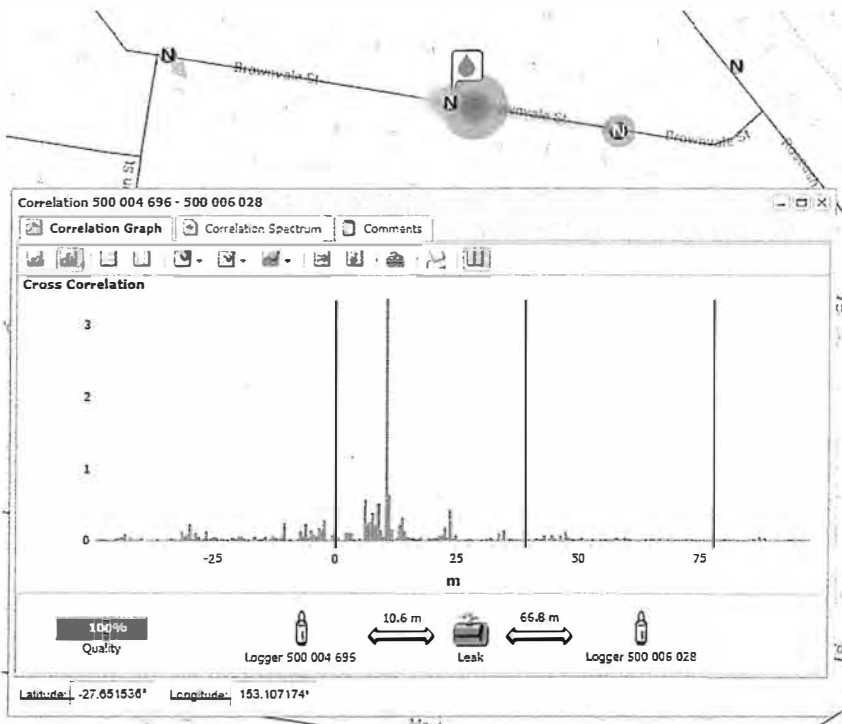 N
Brownvale St
N
N
St
N
Brownvale St
n St
Correlation 500 004 696 - 500 006 028
Correlation Graph Correlation Spectrum Comments
Cross Correlation
3
2
1
0
-25 0 25 50 75
m
100%
Quality
10.6 m 66.8 m
Logger 500 004 695 Leak Logger 500 006 028
Latitude: -27.651536° Longitude: 153.107174°